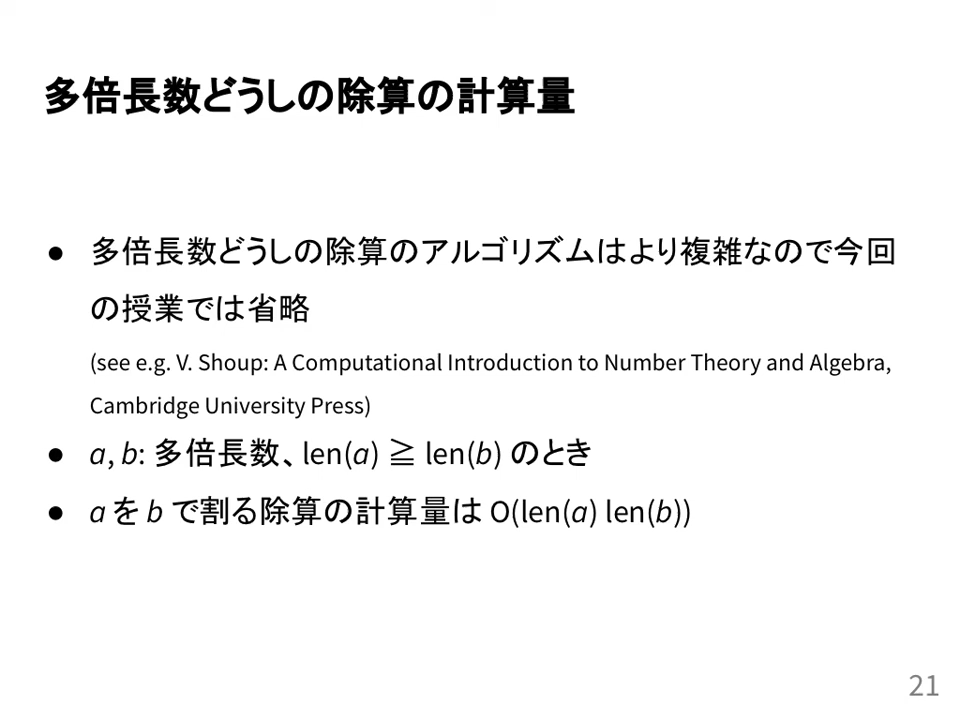 多倍長数どうしの除算の計算量
● 多倍長数どうしの除算のアルゴリズムはより複雑なので今回
の授業では省略
(see e.g. V. Shoup: A Computational Introduction to Number Theory and Algebra,
Cambridge University Press)
● a, b: 多倍長数、len(a) ≧ len(b) のとき
● a を b で割る除算の計算量は O(len(a) len(b))
21